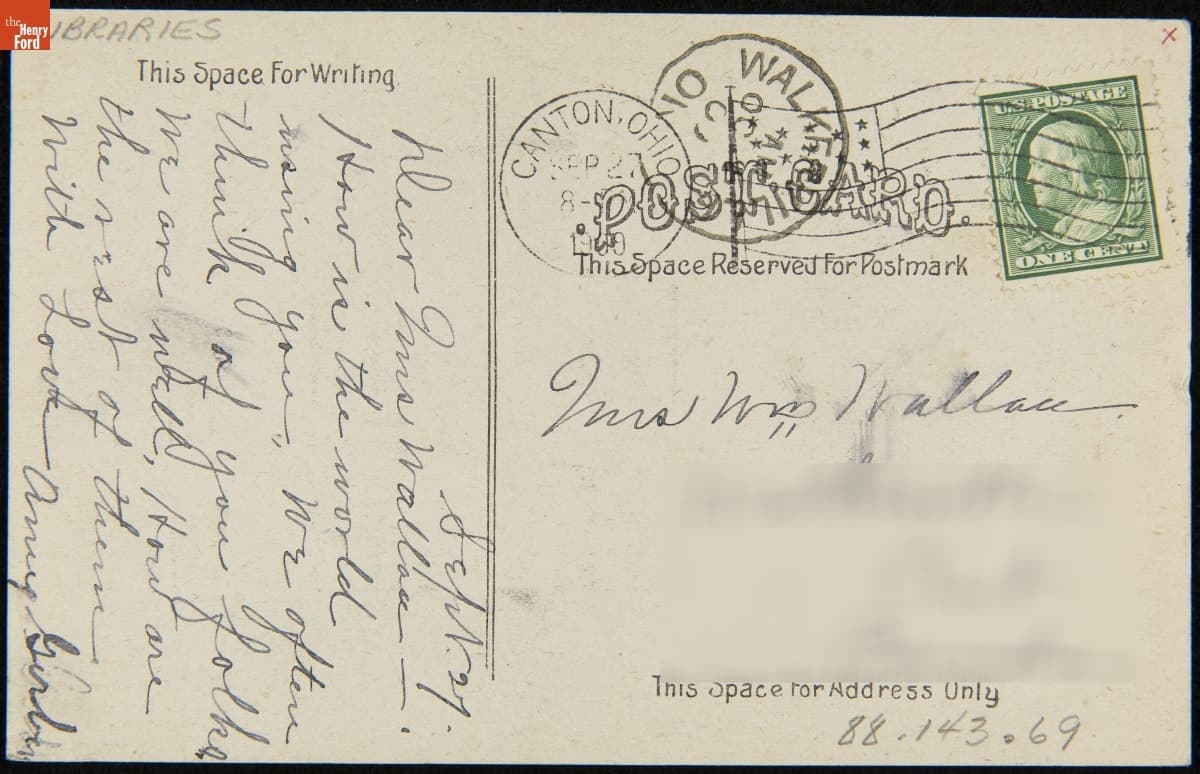 the
Henry
Ford
LIBRARIES
This Space For Writing
Sept. 27.
Dear Mrs Wallace—
How is the world
using you,, We often
think of you folks
We are well, How are
the rest of them
With Love Amy
CANTON, OHIO
SEP 27
8-
WALKER
POST CARD.
This Space Reserved For Postmark
U.S. POSTAGE
ONE CENT
Mrs Wm Wallace.
This Space For Address Only
88.143.69
x